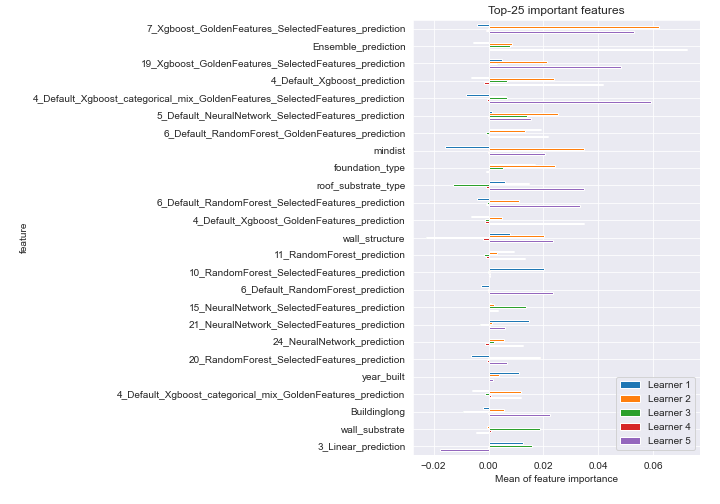 Top-25 important features
7_Xgboost_GoldenFeatures_SelectedFeatures_prediction
Ensemble_prediction
19_Xgboost_GoldenFeatures_SelectedFeatures_prediction
4_Default_Xgboost_prediction
4_Default_Xgboost_categorical_mix_GoldenFeatures_SelectedFeatures_prediction
5_Default_NeuralNetwork_SelectedFeatures_prediction
6_Default_RandomForest_GoldenFeatures_prediction
mindist
foundation_type
roof_substrate_type
6_Default_RandomForest_SelectedFeatures_prediction
4_Default_Xgboost_GoldenFeatures_prediction
wall_structure
11_RandomForest_prediction
10_RandomForest_SelectedFeatures_prediction
6_Default_RandomForest_prediction
15_NeuralNetwork_SelectedFeatures_prediction
21_NeuralNetwork_SelectedFeatures_prediction
24_NeuralNetwork_prediction
20_RandomForest_SelectedFeatures_prediction
year_built
4_Default_Xgboost_categorical_mix_GoldenFeatures_prediction
Buildinglong
wall_substrate
3_Linear_prediction
feature
Learner 1
Learner 2
Learner 3
Learner 4
Learner 5
−0.02 0.00 0.02 0.04 0.06
Mean of feature importance